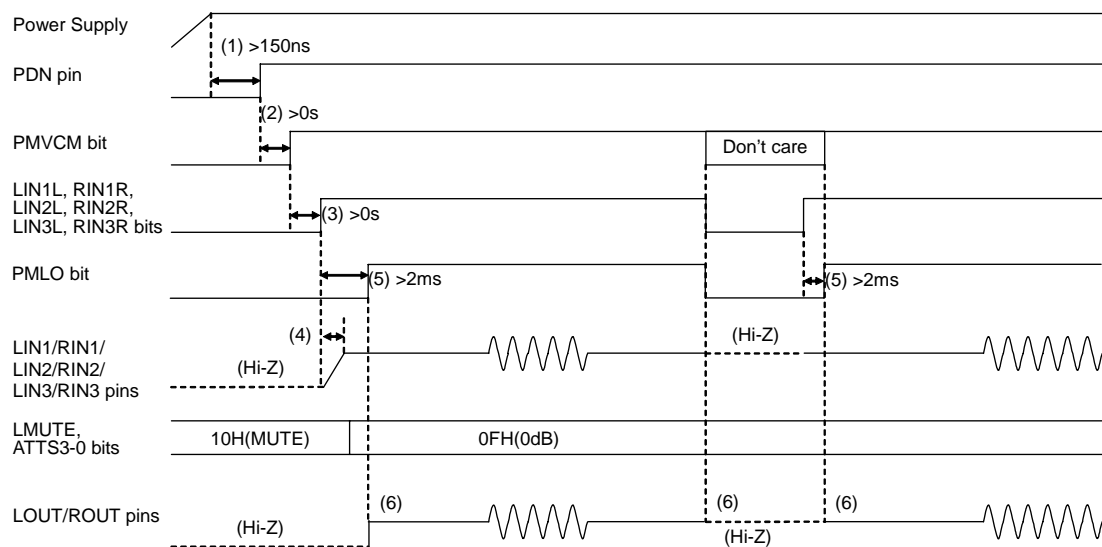 Power Supply
(1) >150ns
PDN pin
(2) >0s
PMVCM bit
Don't care
LIN1L, RIN1R,
LIN2L, RIN2R,
LIN3L, RIN3R bits
(3) >0s
PMLO bit
(5) >2ms
(5) >2ms
(4)
LIN1/RIN1/
LIN2/RIN2/
LIN3/RIN3 pins
(Hi-Z)
(Hi-Z)
LMUTE,
ATTS3-0 bits
10H(MUTE)
0FH(0dB)
LOUT/ROUT pins
(6)
(6)
(6)
(Hi-Z)
(Hi-Z)